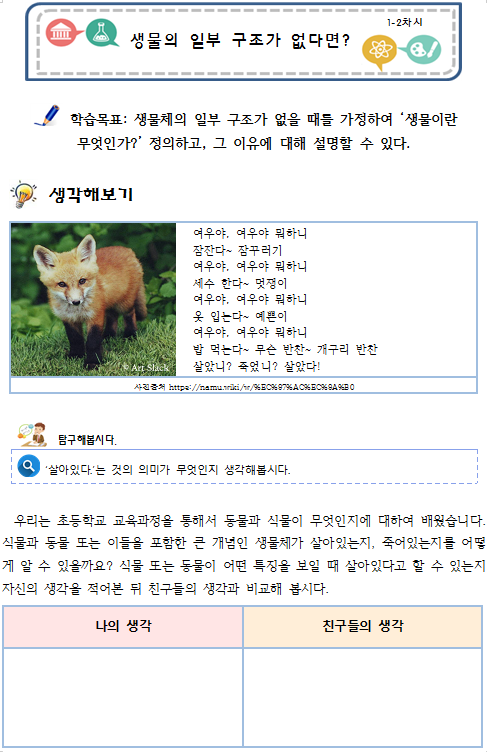 1-2차시
생물의 일부 구조가 없다면?
학습목표: 생물체의 일부 구조가 없을 때를 가정하여 ‘생물이란
무엇인가?’ 정의하고, 그 이유에 대해 설명할 수 있다.
생각해보기
여우야, 여우야 뭐하니
잠잔다~ 잠꾸러기
여우야, 여우야 뭐하니
세수 한다~ 멋쟁이
여우야, 여우야 뭐하니
옷 입는다~ 예쁜이
여우야, 여우야 뭐하니
밥 먹는다~ 무슨 반찬~ 개구리 반찬
살았니? 죽었니? 살았다!
© Art Slack
사진출처 https://namu.wiki/w/%EC%97%AC%EC%9A%B0
탐구해봅시다.
‘살아있다.’는 것의 의미가 무엇인지 생각해봅시다.
우리는 초등학교 교육과정을 통해서 동물과 식물이 무엇인지에 대하여 배웠습니다.
식물과 동물 또는 이들을 포함한 큰 개념인 생물체가 살아있는지, 죽어있는지를 어떻
게 알 수 있을까요? 식물 또는 동물이 어떤 특징을 보일 때 살아있다고 할 수 있는지
자신의 생각을 적어본 뒤 친구들의 생각과 비교해 봅시다.
나의 생각
친구들의 생각